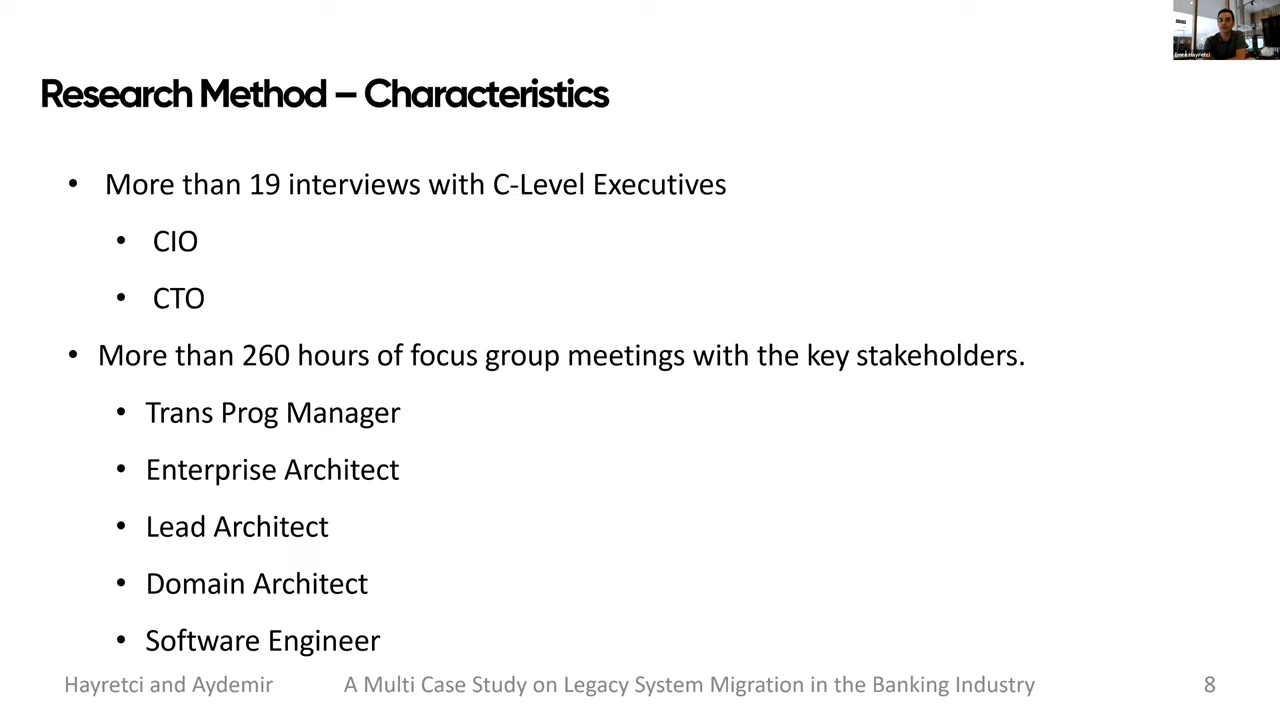 Emre Hayretci
Research Method – Characteristics
• More than 19 interviews with C-Level Executives
• CIO
• CTO
• More than 260 hours of focus group meetings with the key stakeholders.
• Trans Prog Manager
• Enterprise Architect
• Lead Architect
• Domain Architect
• Software Engineer
Hayretci and Aydemir A Multi Case Study on Legacy System Migration in the Banking Industry 8